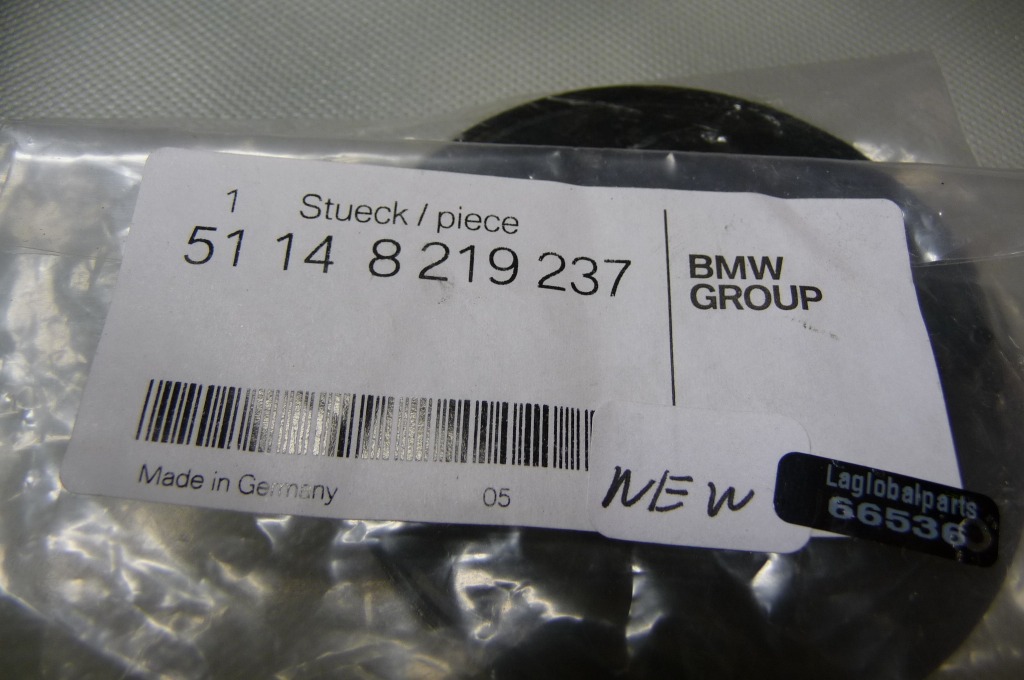 1 Stueck / piece
51 14 8 219 237
BMW
GROUP
Made in Germany
05
NEW
Laglobalparts
66536